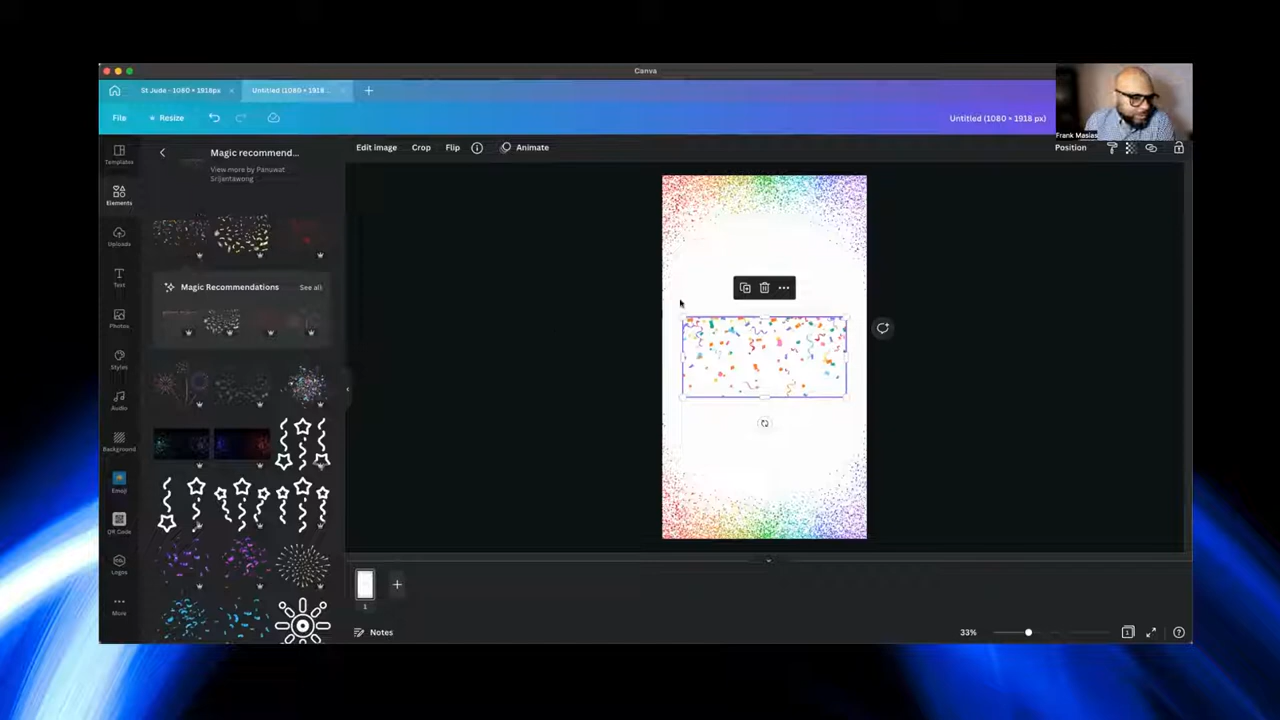 Canva
St Jude - 1080 × 1918px
Untitled (1080 × 1918 ...
File
Resize
Untitled (1080 × 1918 px)
Frank Masias
Templates
Magic recommend...
View more by Panuwat
Srijantawong
Edit image
Crop
Flip
Animate
Position
Elements
Uploads
Text
Magic Recommendations
See all
Photos
Styles
Audio
Background
Emoji
QR Code
Logos
More
1
Notes
33%
1